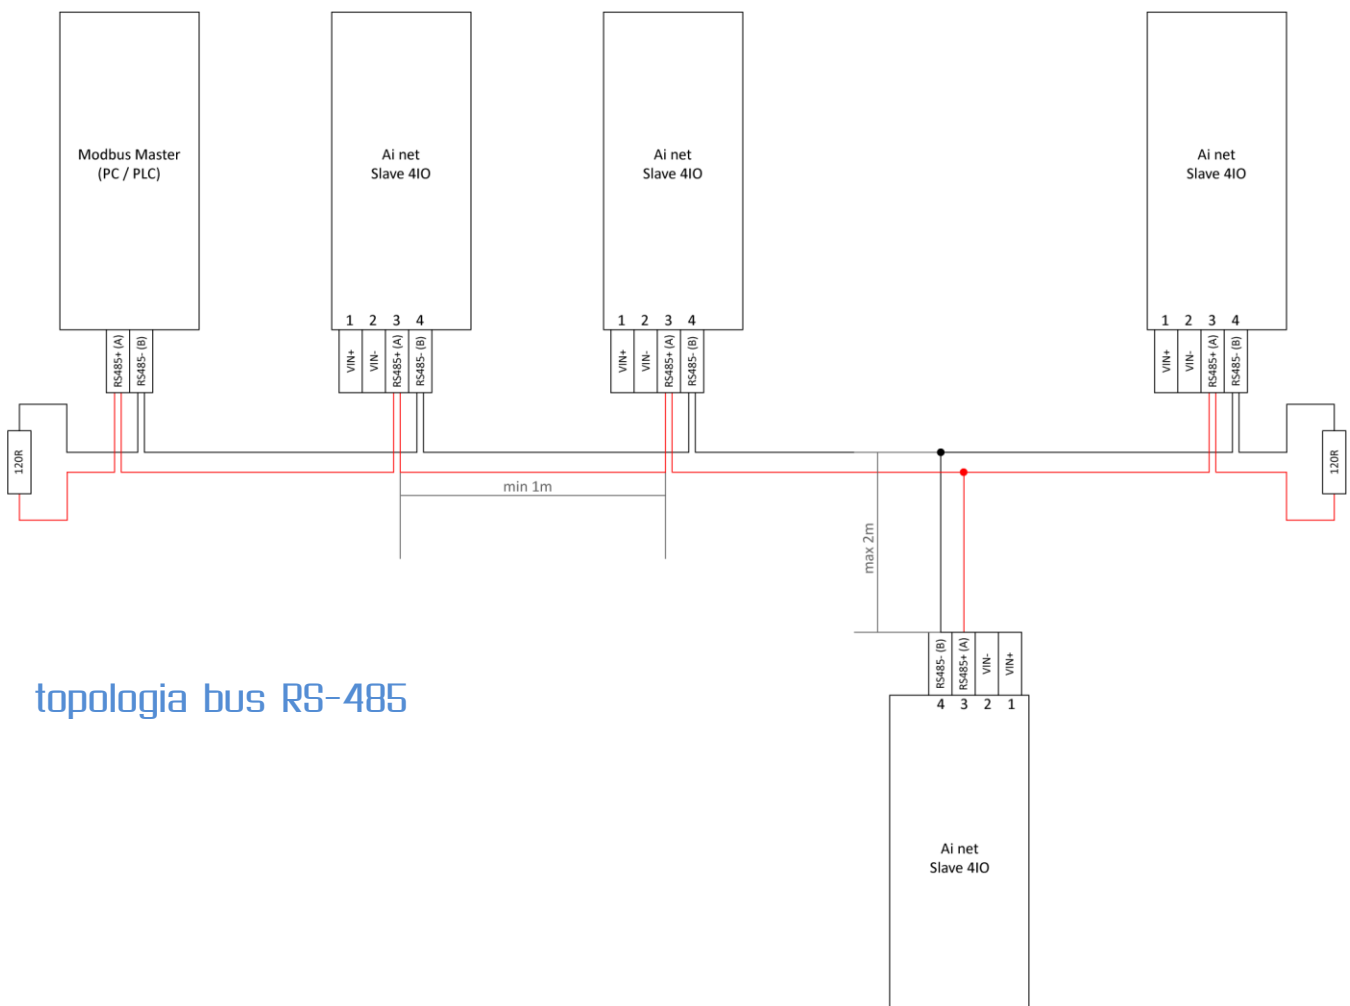 Modbus Master
(PC / PLC)
Ai net
Slave 4IO
Ai net
Slave 4IO
Ai net
Slave 4IO
1 2 3 4
1 2 3 4
1 2 3 4
RS485+ (A)
RS485- (B)
VIN+
VIN-
RS485+ (A)
RS485- (B)
VIN+
VIN-
RS485+ (A)
RS485- (B)
VIN+
VIN-
RS485+ (A)
RS485- (B)
120R
120R
min 1m
max 2m
RS485- (B)
RS485+ (A)
VIN-
VIN+
4 3 2 1
topologia bus RS-485
Ai net
Slave 4IO